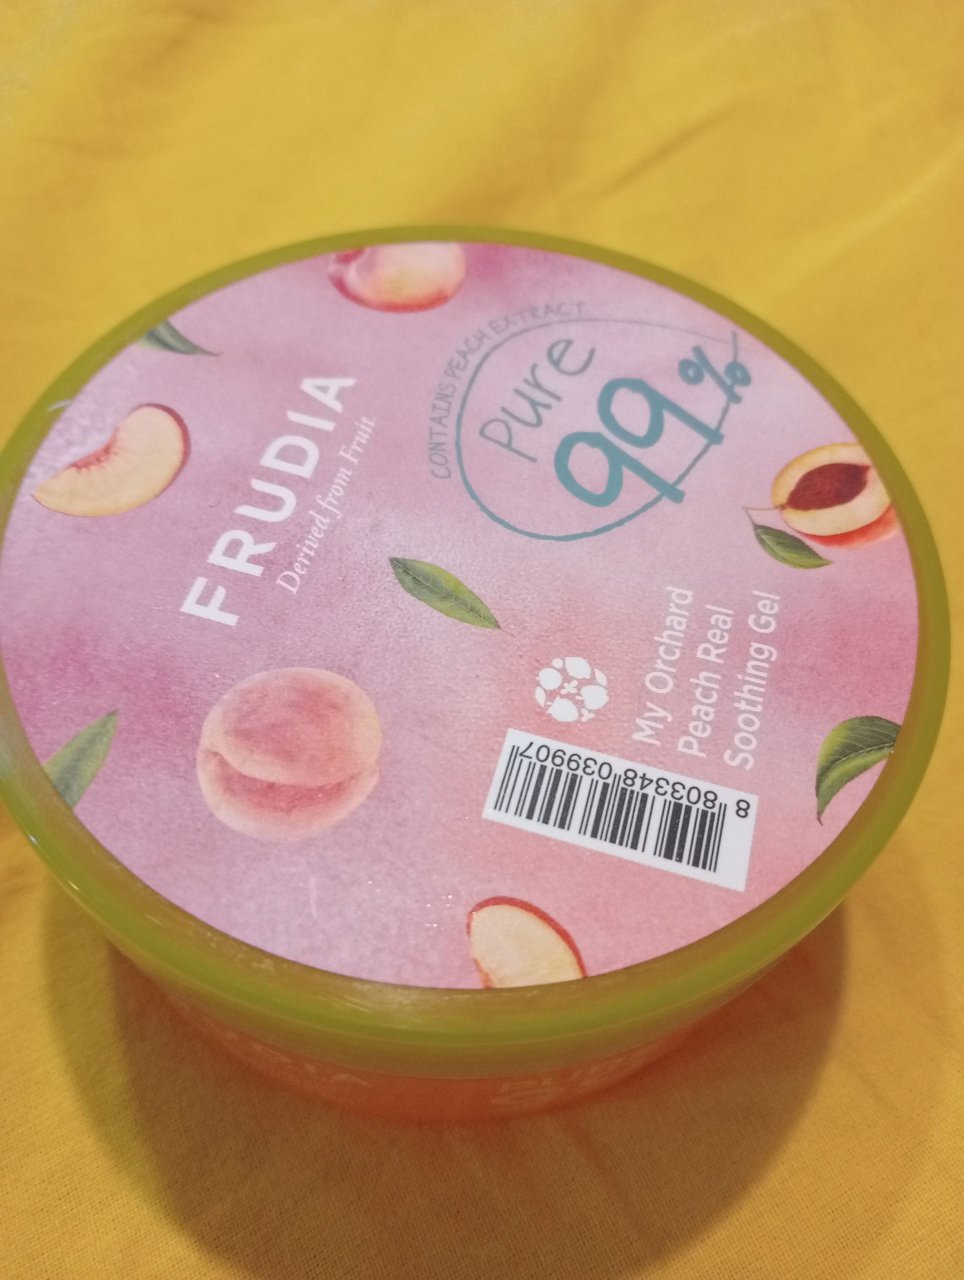 FRUDIA
Derived from Fruit
CONTAINS PEACH EXTRACT
Pure
99%
My Orchard
Peach Real
Soothing Gel
8 803348 039907